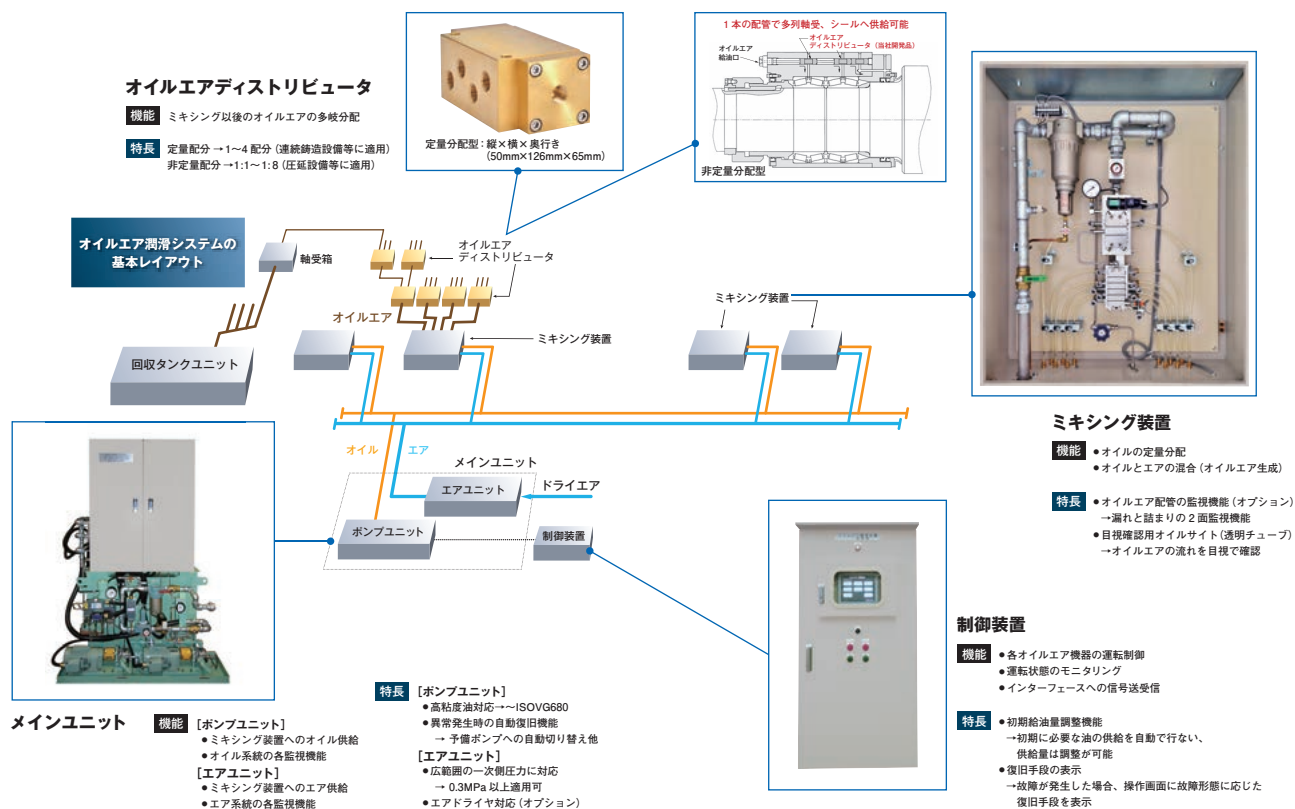 オイルエアディストリビュータ
機能 ミキシング以後のオイルエアの多岐分配
特長 定量配分→1〜4配分(連続鋳造設備等に適用)
非定量配分→1:1〜1:8(圧延設備等に適用)
定量分配型:縦×横×奥行き
(50mm×126mm×65mm)
1本の配管で多列軸受、シールへ供給可能
オイルエア
給油口
オイルエア
ディストリビュータ(当社開発品)
非定量分配型
オイルエア潤滑システムの
基本レイアウト
軸受箱
オイルエア
ディストリビュータ
オイルエア
ミキシング装置
ミキシング装置
回収タンクユニット
オイル
エア
メインユニット
エアユニット
ドライエア
ポンプユニット
制御装置
ミキシング装置
機能 ●オイルの定量分配
●オイルとエアの混合(オイルエア生成)
特長 ●オイルエア配管の監視機能(オプション)
→漏れと詰まりの2面監視機能
●目視確認用オイルサイト(透明チューブ)
→オイルエアの流れを目視で確認
制御装置
機能 ●各オイルエア機器の運転制御
●運転状態のモニタリング
●インターフェースへの信号送受信
特長 ●初期給油量調整機能
→初期に必要な油の供給を自動で行ない、
供給量は調整が可能
●復旧手段の表示
→故障が発生した場合、操作画面に故障形態に応じた
復旧手段を表示
メインユニット
機能 [ポンプユニット]
●ミキシング装置へのオイル供給
●オイル系統の各監視機能
[エアユニット]
●ミキシング装置へのエア供給
●エア系統の各監視機能
特長 [ポンプユニット]
●高粘度油対応→〜ISOVG680
●異常発生時の自動復旧機能
→ 予備ポンプへの自動切り替え他
[エアユニット]
●広範囲の一次側圧力に対応
→ 0.3MPa 以上適用可
●エアドライヤ対応(オプション)